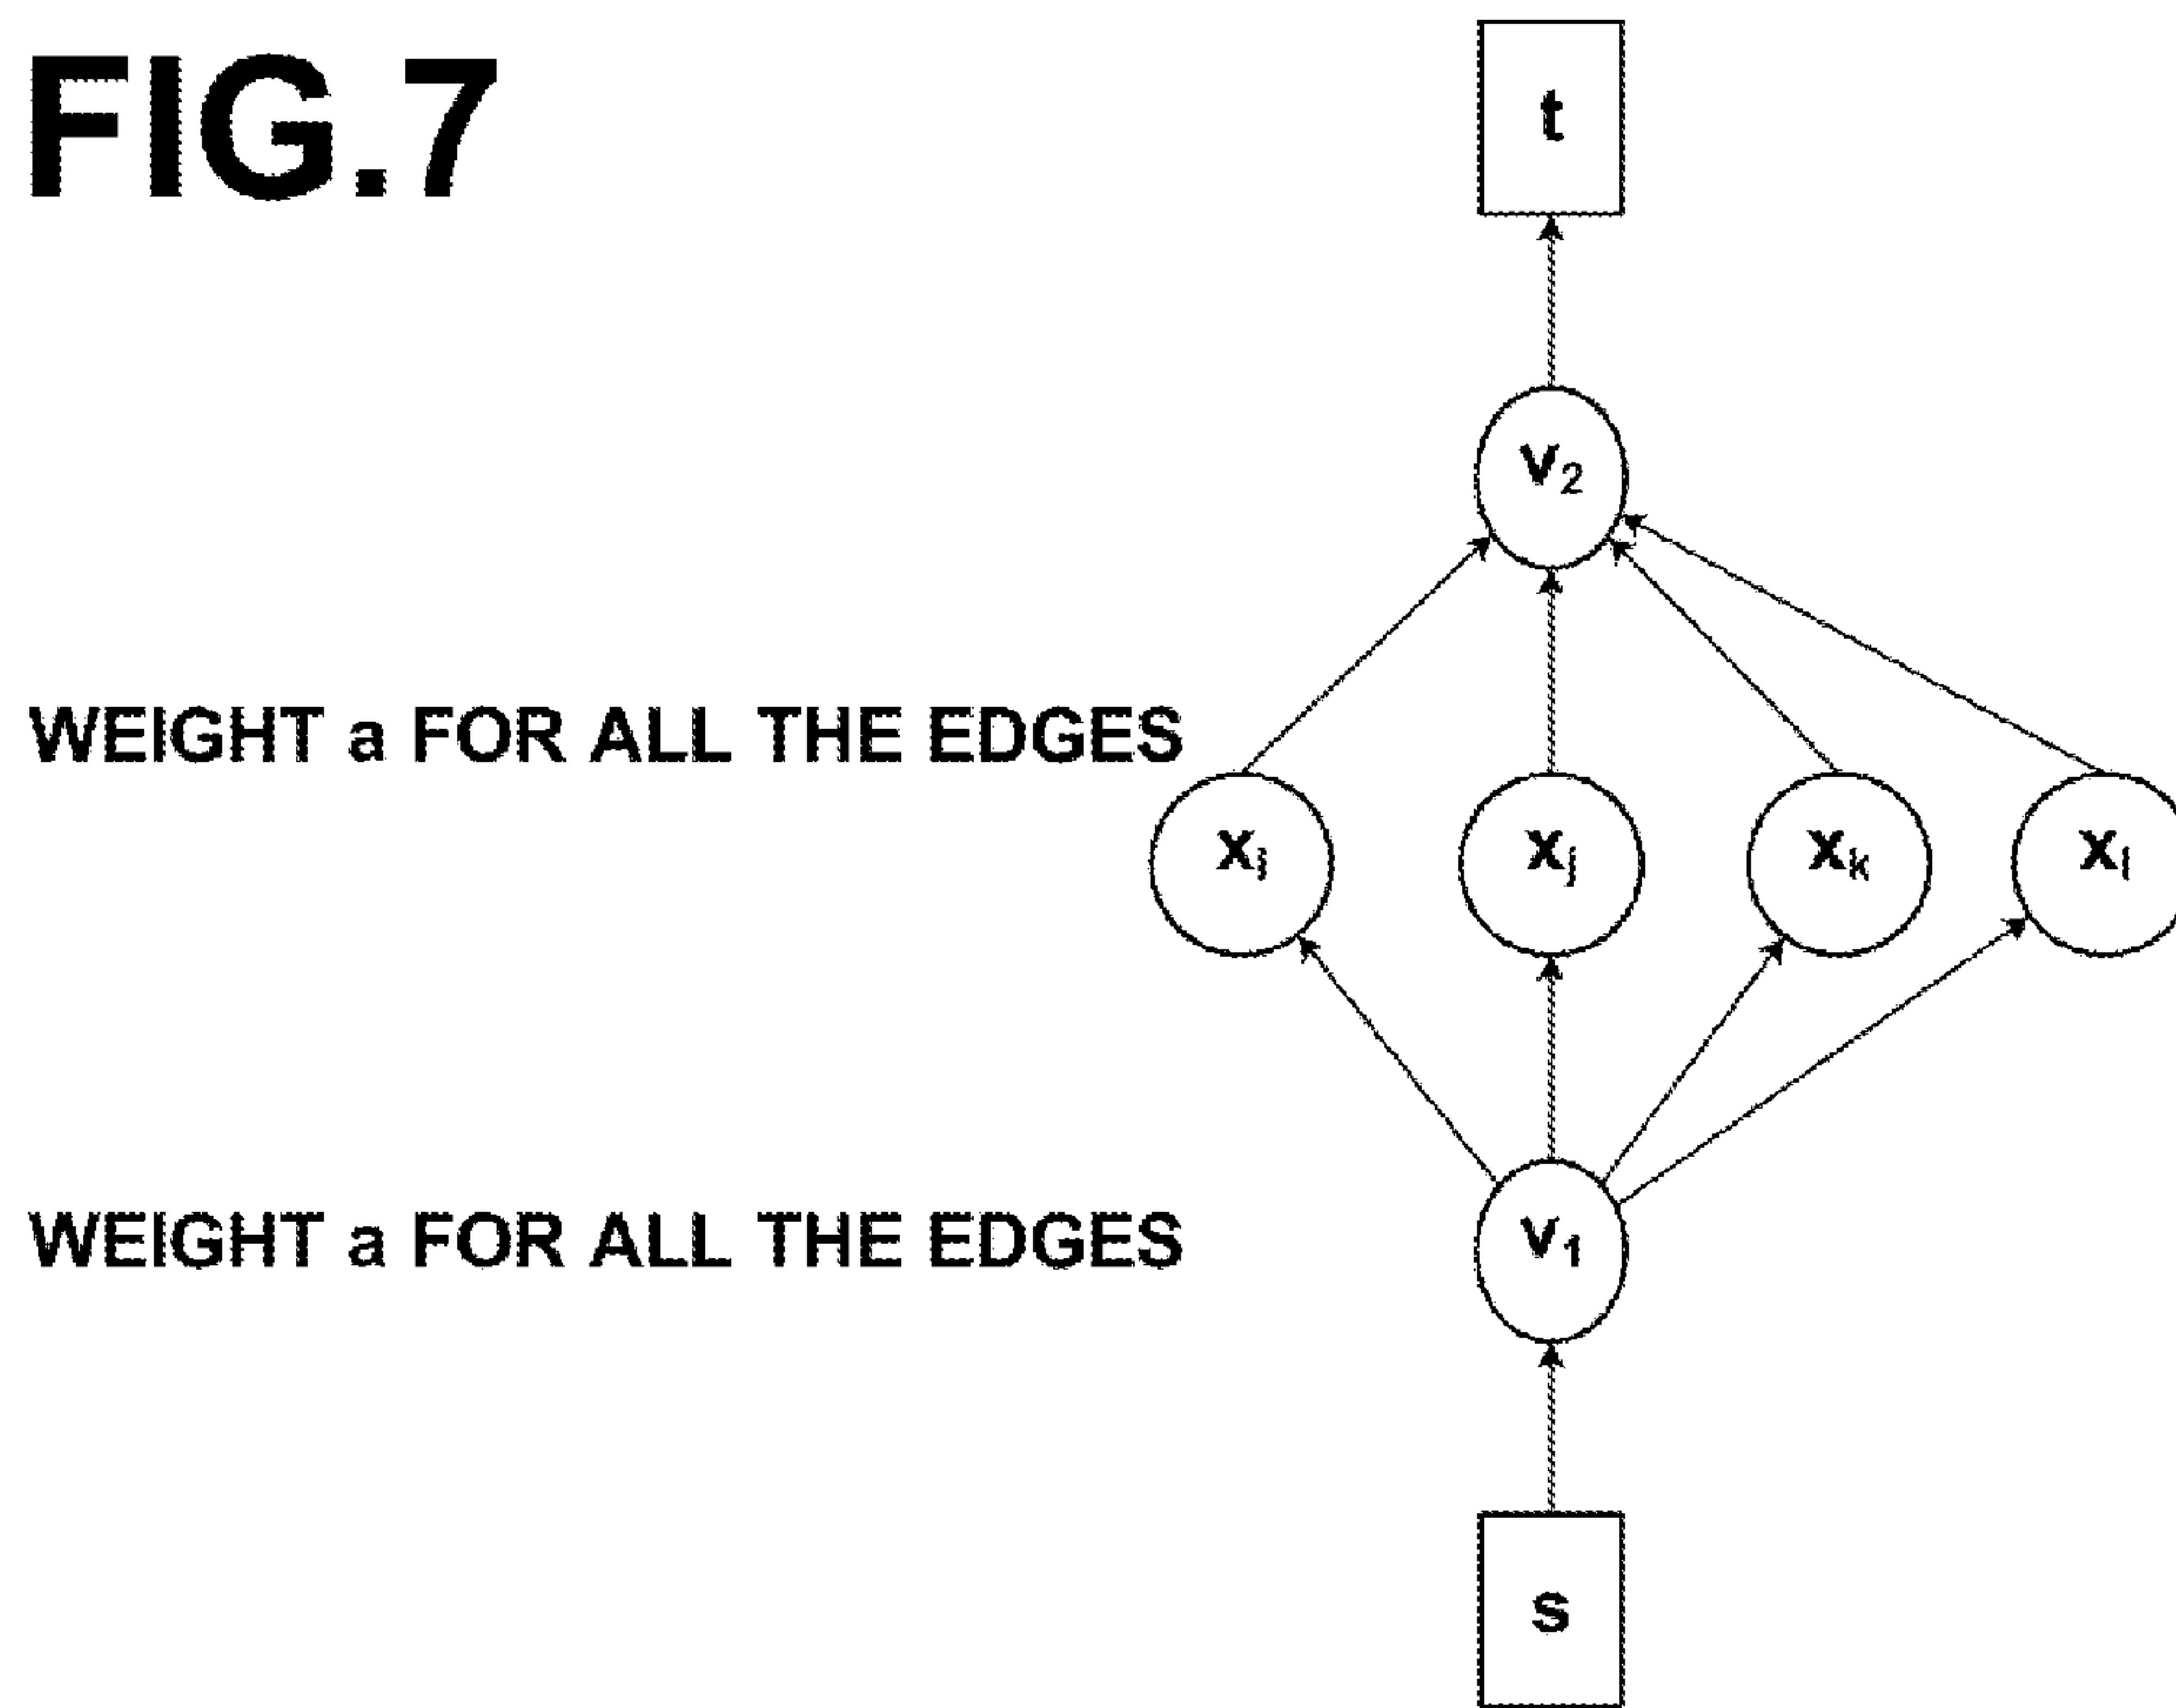 FIG.7
t
v₂
WEIGHT a FOR ALL THE EDGES
xᵢ xⱼ xₖ xₗ
WEIGHT a FOR ALL THE EDGES
v₁
s